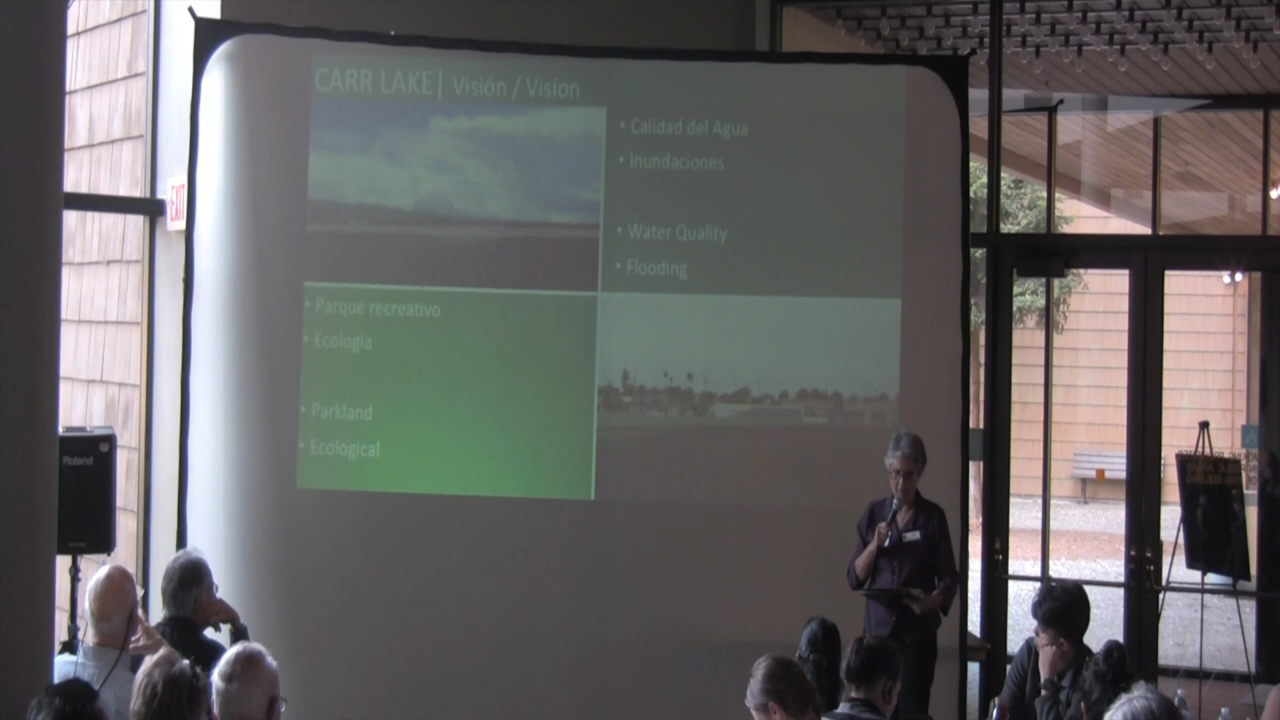 CARR LAKE| Visión / Vision
• Calidad del Agua
• Inundaciones
• Water Quality
• Flooding
• Parque recreativo
• Ecología
• Parkland
• Ecological
EXIT
Roland